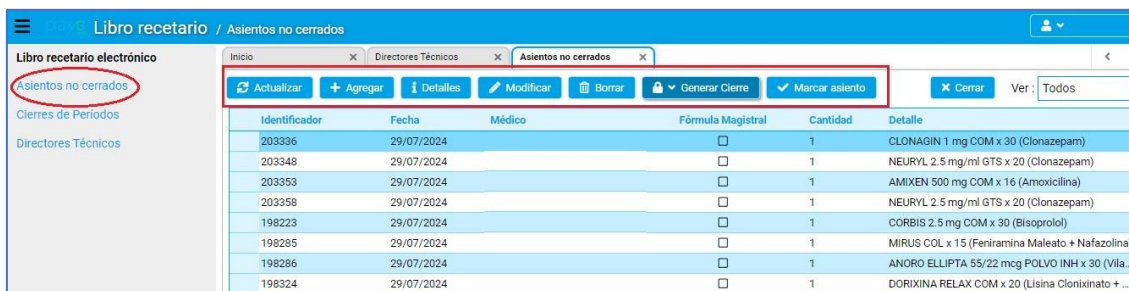 Libro recetario / Asientos no cerrados
Libro recetario electrónico
Asientos no cerrados
Cierres de Períodos
Directores Técnicos
Inicio Directores Técnicos Asientos no cerrados
Actualizar Agregar Detalles Modificar Borrar Generar Cierre Marcar asiento Cerrar Ver : Todos
Identificador Fecha Médico Fórmula Magistral Cantidad Detalle
203336 29/07/2024 1 CLONAGIN 1 mg COM x 30 (Clonazepam)
203348 29/07/2024 1 NEURYL 2.5 mg/ml GTS x 20 (Clonazepam)
203353 29/07/2024 1 AMIXEN 500 mg COM x 16 (Amoxicilina)
203358 29/07/2024 1 NEURYL 2.5 mg/ml GTS x 20 (Clonazepam)
198223 29/07/2024 1 CORBIS 2.5 mg COM x 30 (Bisoprolol)
198285 29/07/2024 1 MIRUS COL x 15 (Feniramina Maleato + Nafazolina
198286 29/07/2024 1 ANORO ELLIPTA 55/22 mcg POLVO INH x 30 (Vila...
198324 29/07/2024 1 DORIXINA RELAX COM x 20 (Lisina Clonixinato + ...